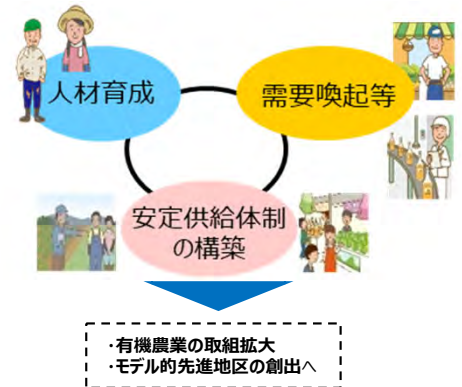 人材育成
需要喚起等
安定供給体制
の構築
・有機農業の取組拡大
・モデル的先進地区の創出へ